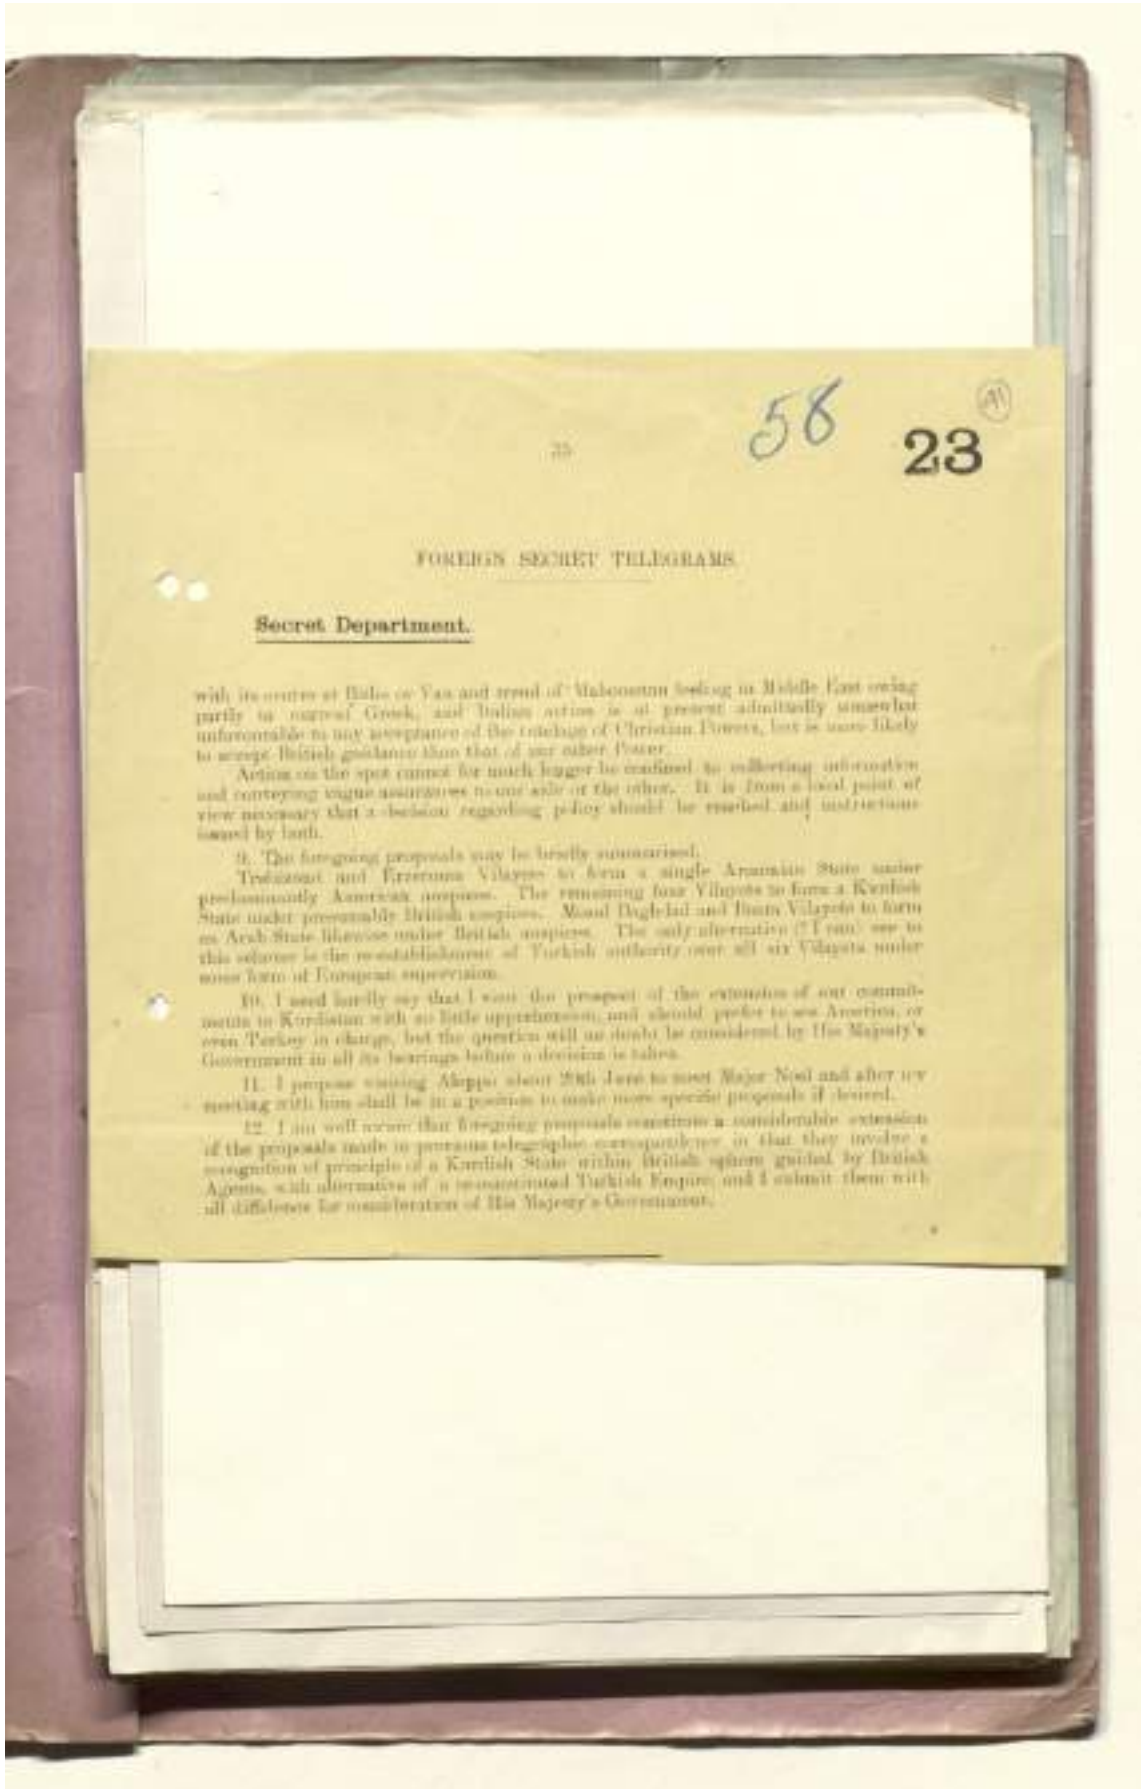 58
23
FOREIGN SECRET TELEGRAMS.
Secret Department.
with its centre at or Van and trend of feeling in Middle East owing
partly to Greek, and Italian action is at present admittedly somewhat
unfavourable to any acceptance of the tutelage of Christian Powers, but is more likely
to accept British guidance than that of any other Power.
Action on the spot cannot for much longer be confined to collecting information
and conveying vague assurances to one side or the other. It is from a local point of
view necessary that a decision regarding policy should be reached and instructions
issued by both.
9. The foregoing proposals may be briefly summarised.
Trebizond and Erzeroum Vilayets to form a single Armenian State under
predominantly American auspices. The remaining four Vilayets to form a Kurdish
State under presumably British auspices. Mosul Baghdad and Vilayets to form
an Arab State likewise under British auspices. The only alternative (? I can) see to
this scheme is the re-establishment of Turkish authority over all six Vilayets under
some form of European supervision.
10. I need hardly say that I view the prospect of the extension of our commit-
ments in Kurdistan with no little apprehension, and should prefer to see America, or
even Turkey in charge, but the question will no doubt be considered by His Majesty's
Government in all its bearings before a decision is taken.
11. I propose visiting Aleppo about 20th June to meet Major Noel and after my
meeting with him shall be in a position to make more specific proposals if desired.
12. I am well aware that foregoing proposals constitute a considerable extension
of the proposals made in previous telegraphic correspondence in that they involve a
recognition of principle of a Kurdish State within British sphere guided by British
Agents, with alternative of a reconstituted Turkish Empire, and I submit them with
all diffidence for consideration of His Majesty's Government.